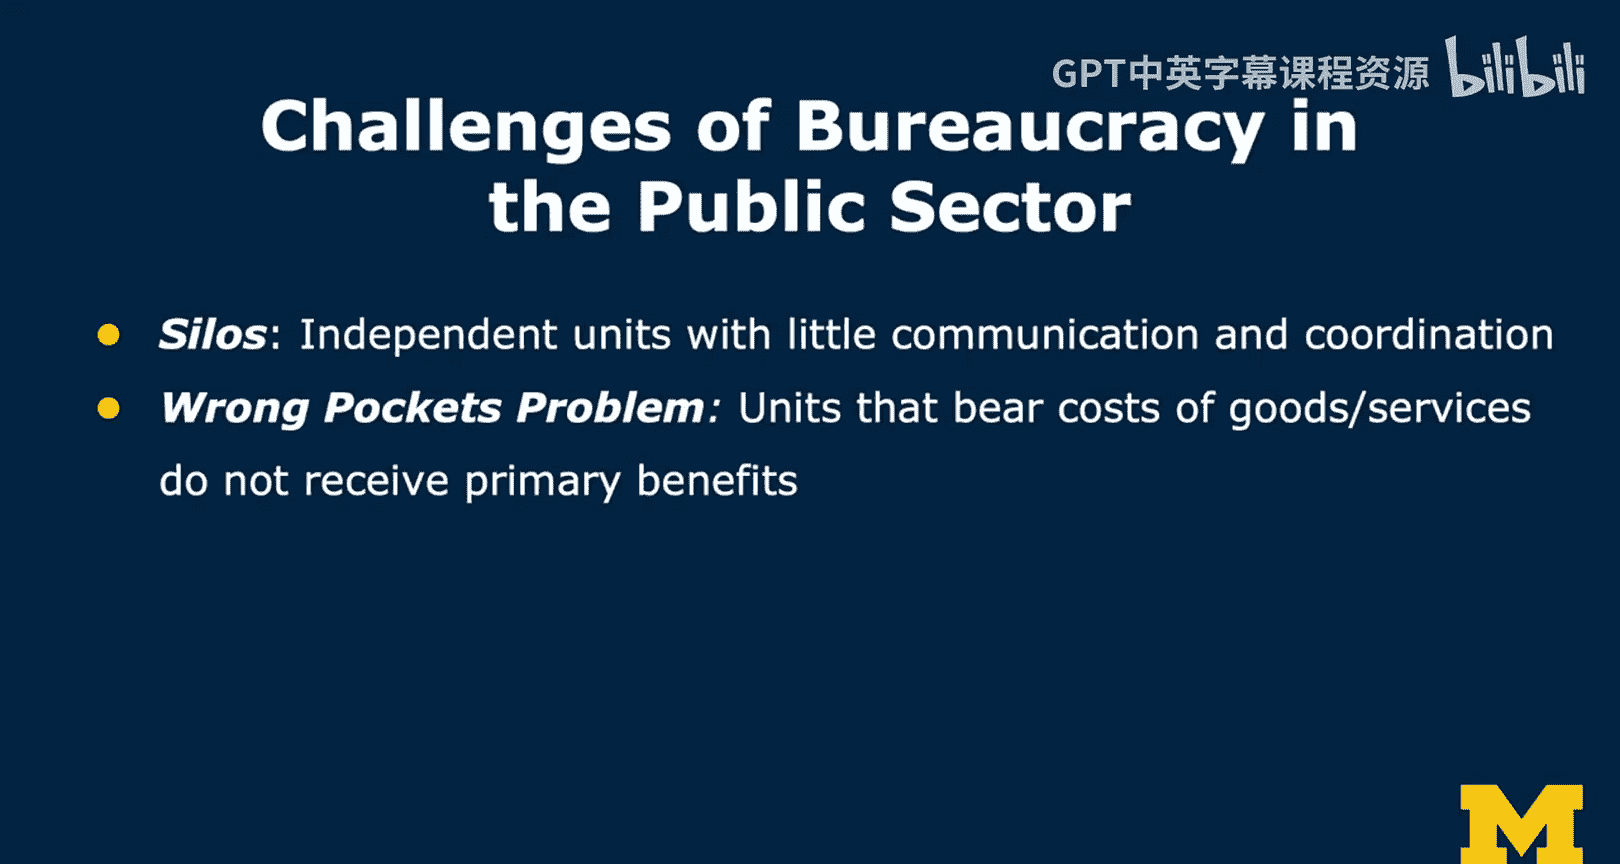 GPT中英字幕课程资源 bilibili
Challenges of Bureaucracy in
the Public Sector
Silos: Independent units with little communication and coordination
Wrong Pockets Problem: Units that bear costs of goods/services
do not receive primary benefits
M